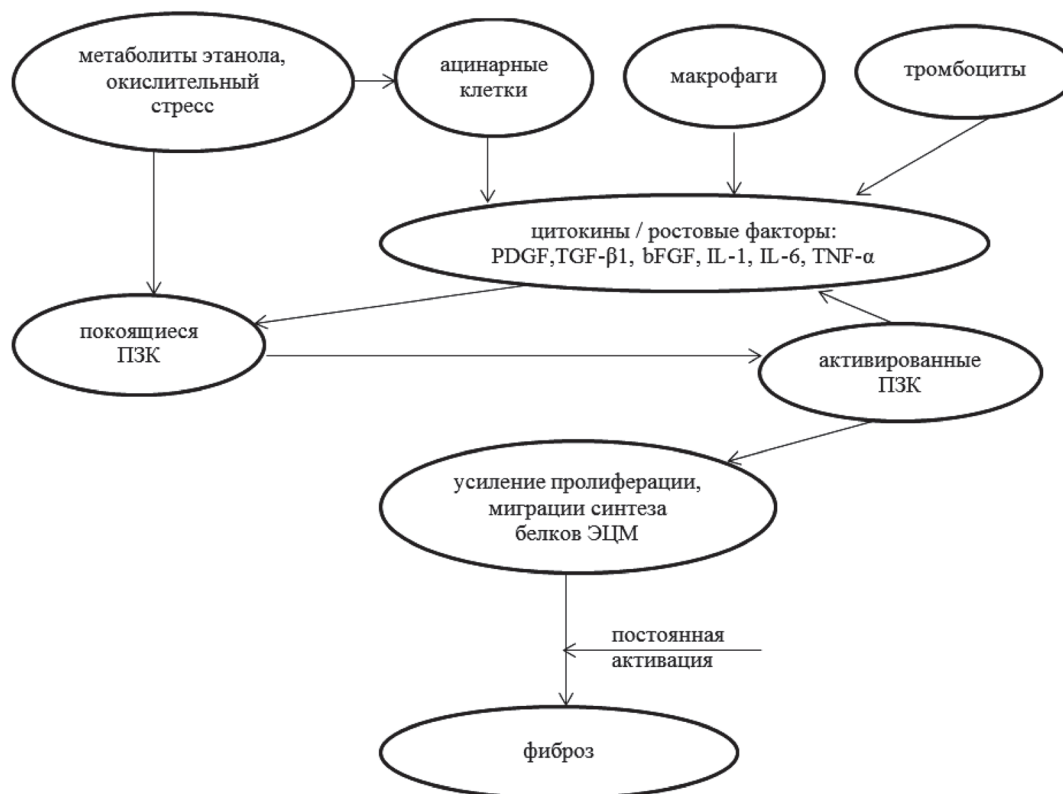 метаболиты этанола,
окислительный
стресс
ацинарные
клетки
макрофаги
тромбоциты
цитокины / ростовые факторы:
PDGF,TGF-β1, bFGF, IL-1, IL-6, TNF-α
покоящиеся
ПЗК
активированные
ПЗК
усиление пролиферации,
миграции синтеза
белков ЭЦМ
постоянная
активация
фиброз